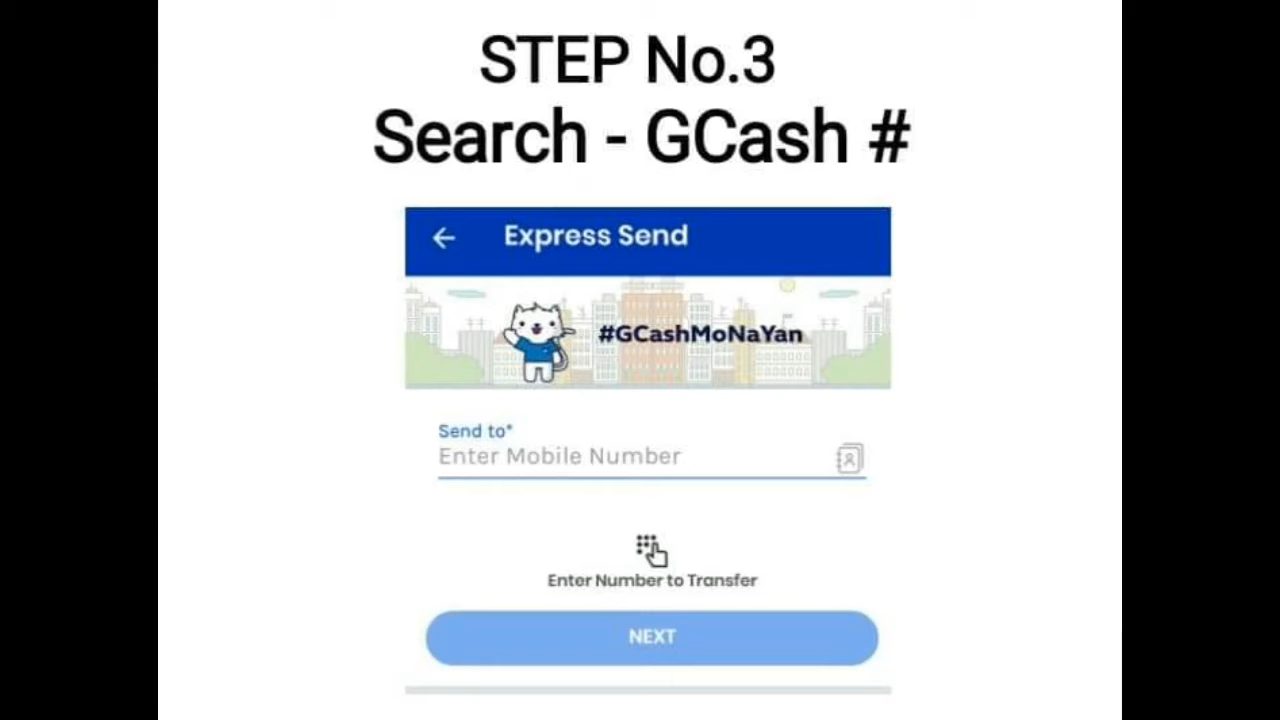 STEP No.3
Search - GCash #
Express Send
#GCashMoNaYan
Send to*
Enter Mobile Number
Enter Number to Transfer
NEXT